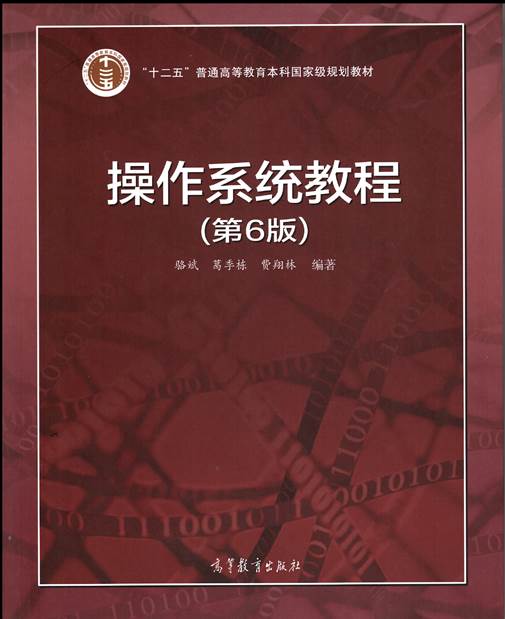 “十二五”普通高等教育本科国家级规划教材
操作系统教程
(第6版)
骆斌 葛季栋 费翔林 编著
高等教育出版社